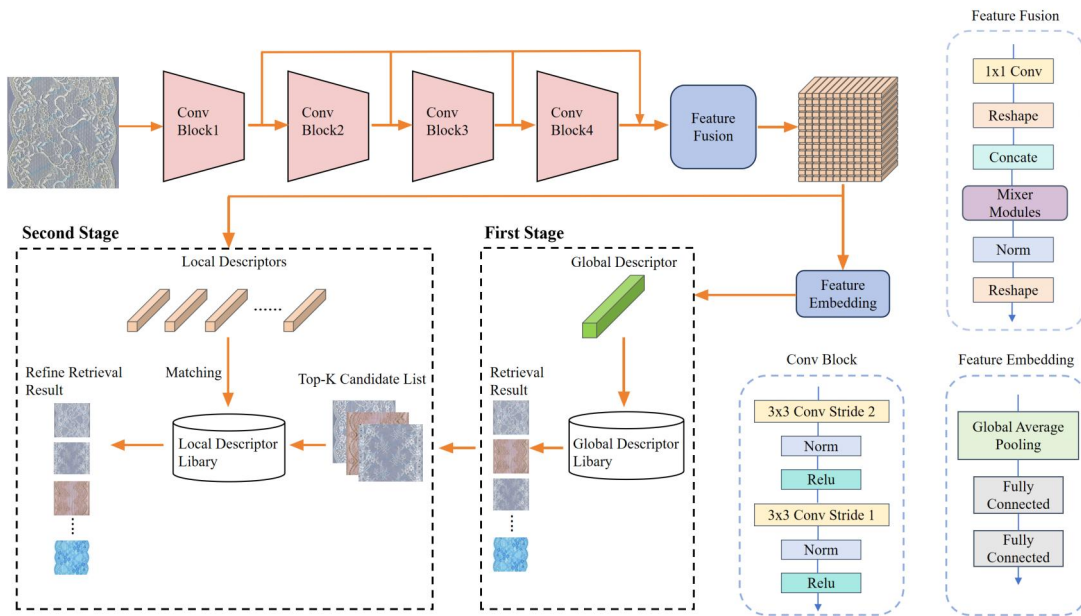 Feature Fusion
Conv
Block1
Conv
Block2
Conv
Block3
Conv
Block4
Feature
Fusion
1x1 Conv
Reshape
Concate
Mixer
Modules
Norm
Reshape
Second Stage
Local Descriptors
......
Refine Retrieval
Result
Matching
Top-K Candidate List
Local Descriptor
Libary
First Stage
Global Descriptor
Retrieval
Result
Global Descriptor
Libary
Feature
Embedding
Conv Block
3x3 Conv Stride 2
Norm
Relu
3x3 Conv Stride 1
Norm
Relu
Feature Embedding
Global Average
Pooling
Fully
Connected
Fully
Connected